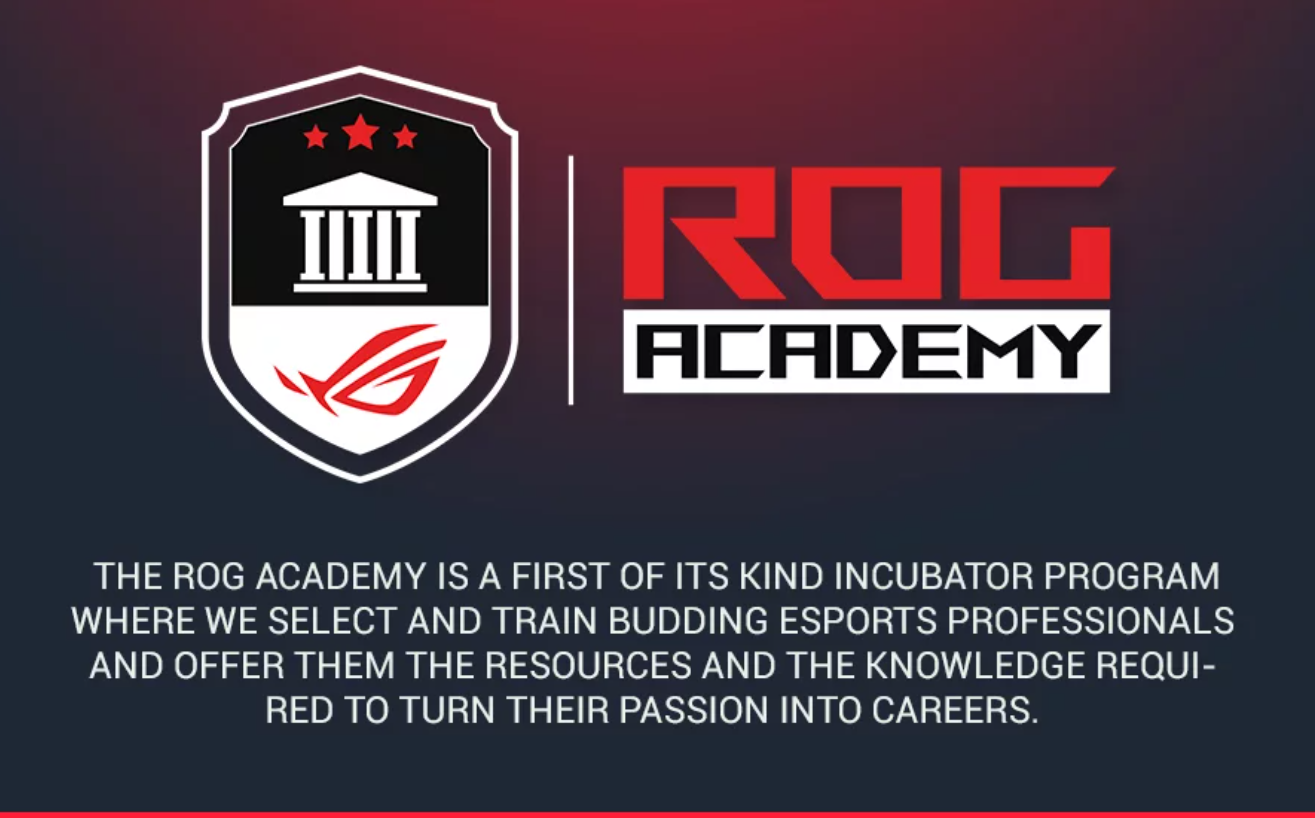 ROG
ACADEMY
THE ROG ACADEMY IS A FIRST OF ITS KIND INCUBATOR PROGRAM
WHERE WE SELECT AND TRAIN BUDDING ESPORTS PROFESSIONALS
AND OFFER THEM THE RESOURCES AND THE KNOWLEDGE REQUI-
RED TO TURN THEIR PASSION INTO CAREERS.